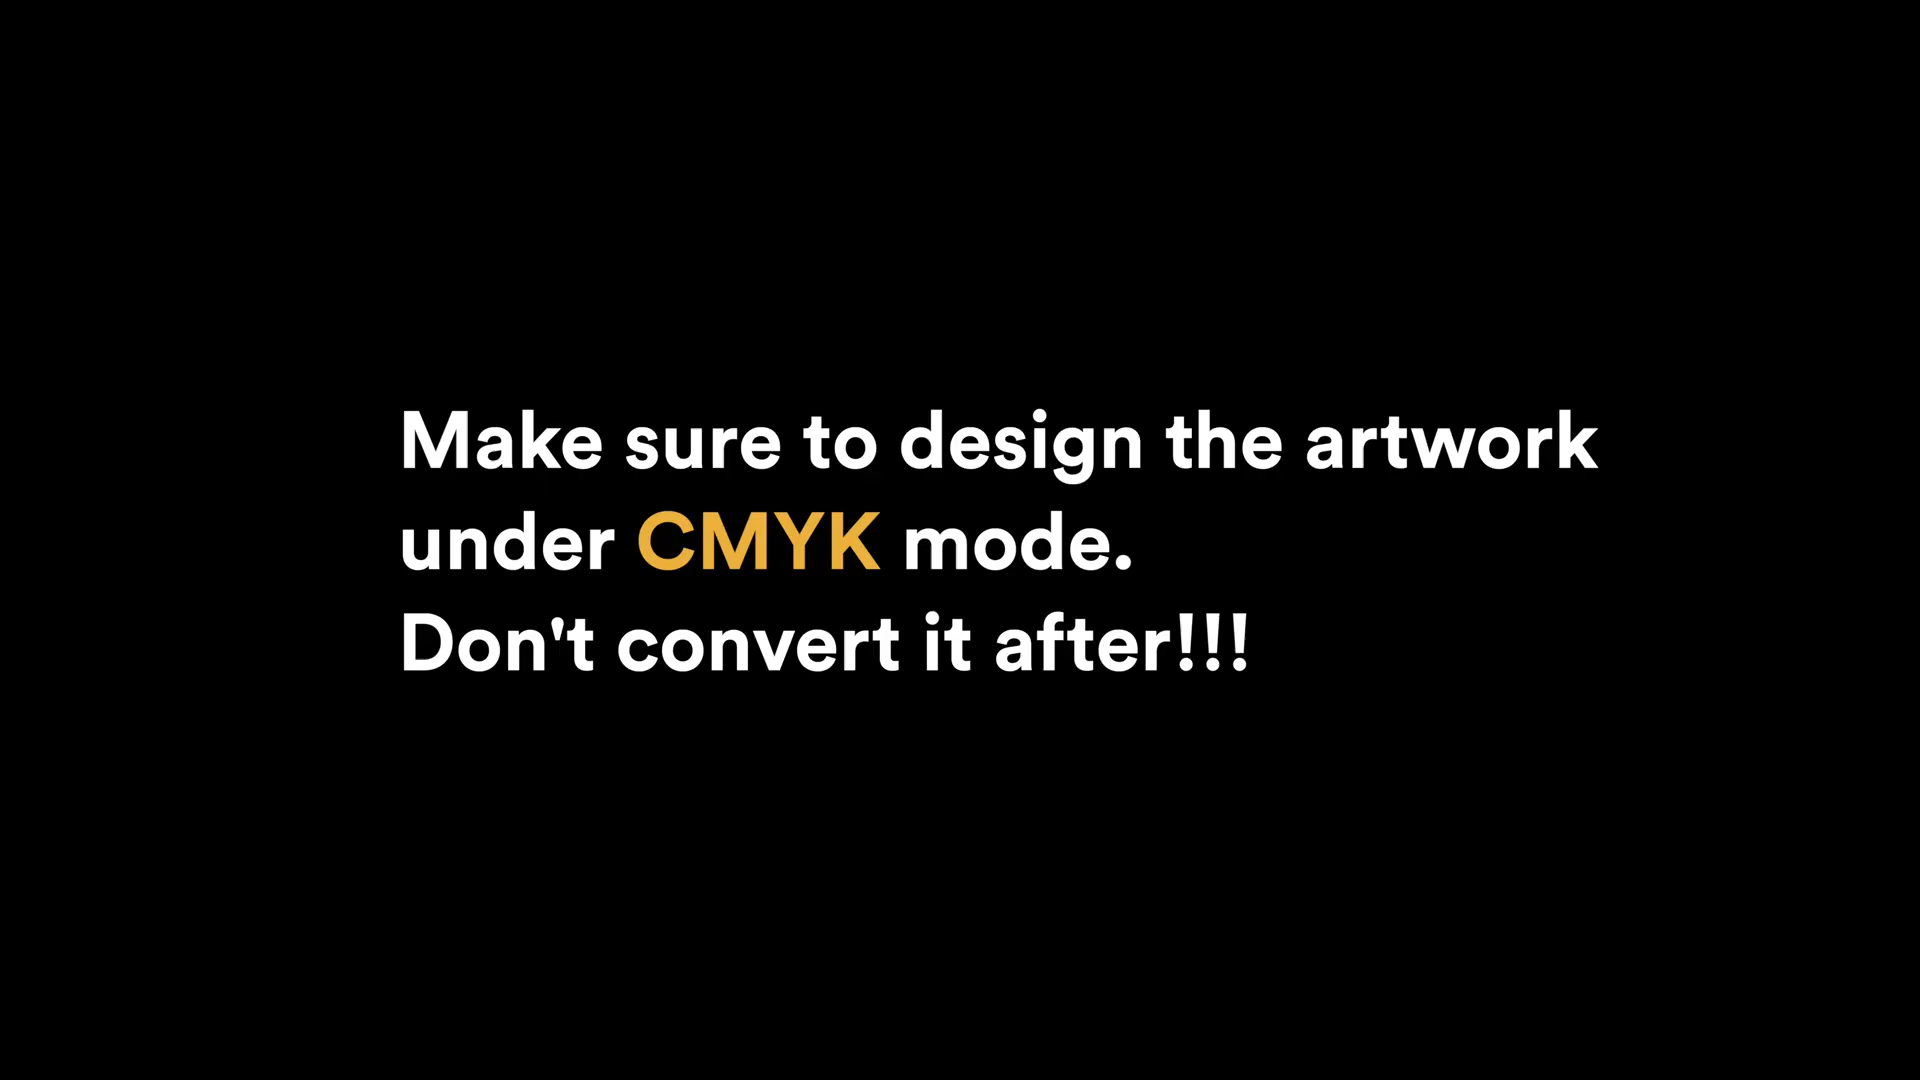 Make sure to design the artwork
under CMYK mode.
Don't convert it after!!!